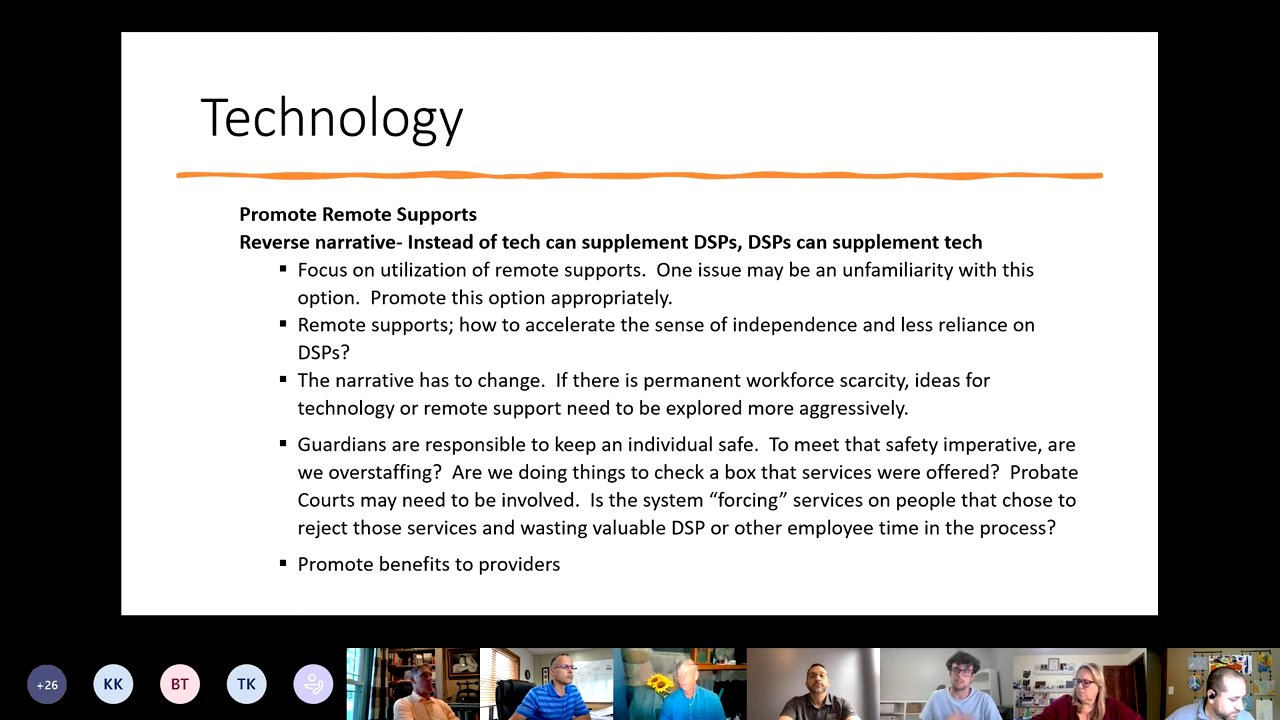 Technology
Promote Remote Supports
Reverse narrative- Instead of tech can supplement DSPs, DSPs can supplement tech
▪ Focus on utilization of remote supports.  One issue may be an unfamiliarity with this
option.  Promote this option appropriately.
▪ Remote supports; how to accelerate the sense of independence and less reliance on
DSPs?
▪ The narrative has to change.  If there is permanent workforce scarcity, ideas for
technology or remote support need to be explored more aggressively.
▪ Guardians are responsible to keep an individual safe.  To meet that safety imperative, are
we overstaffing?  Are we doing things to check a box that services were offered?  Probate
Courts may need to be involved.  Is the system “forcing” services on people that chose to
reject those services and wasting valuable DSP or other employee time in the process?
▪ Promote benefits to providers
+26 KK BT TK